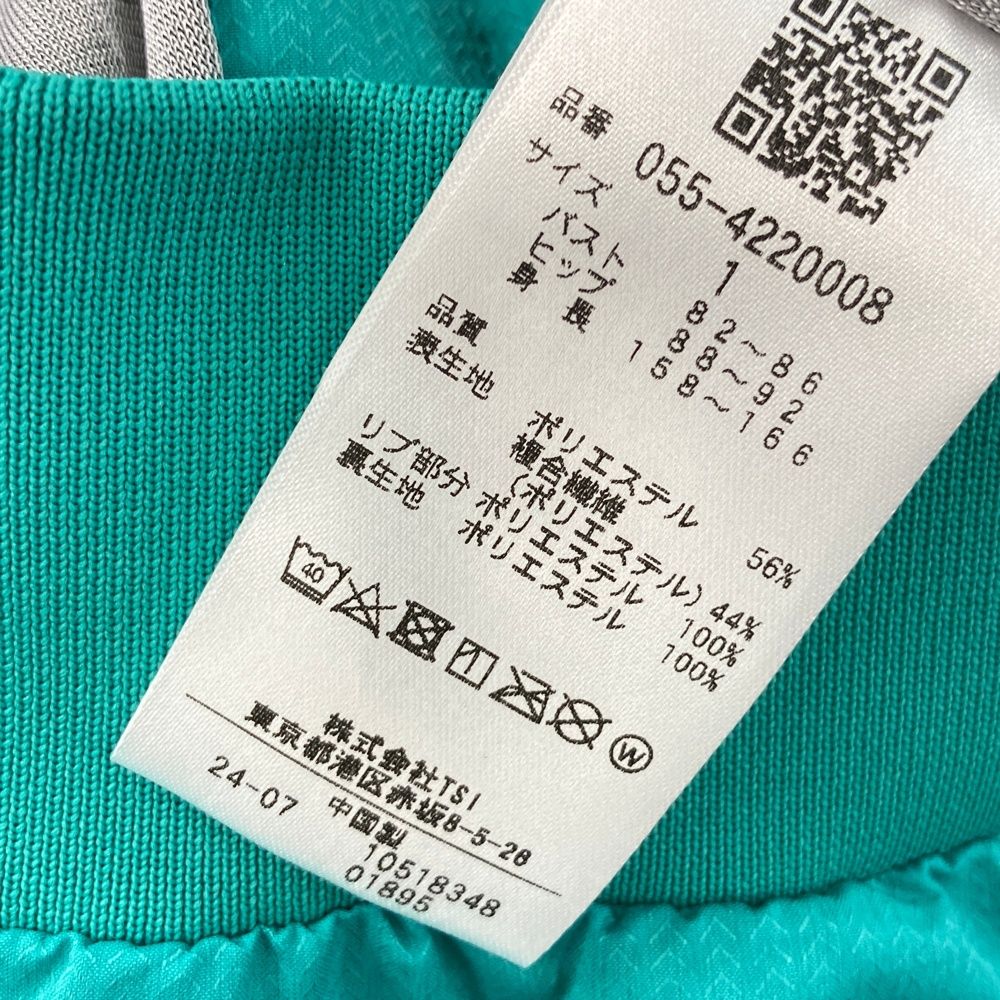 品番 055-4220008
サイズ 1
バスト 82～86
ヒップ 88～92
身長 158～166
品質
表生地 ポリエステル 56%
複合繊維
(ポリエステル) 44%
リブ部分 ポリエステル 100%
裏生地 ポリエステル 100%
40
W
株式会社TSI
東京都港区赤坂8-5-28
24-07 中国製
10518348
01895